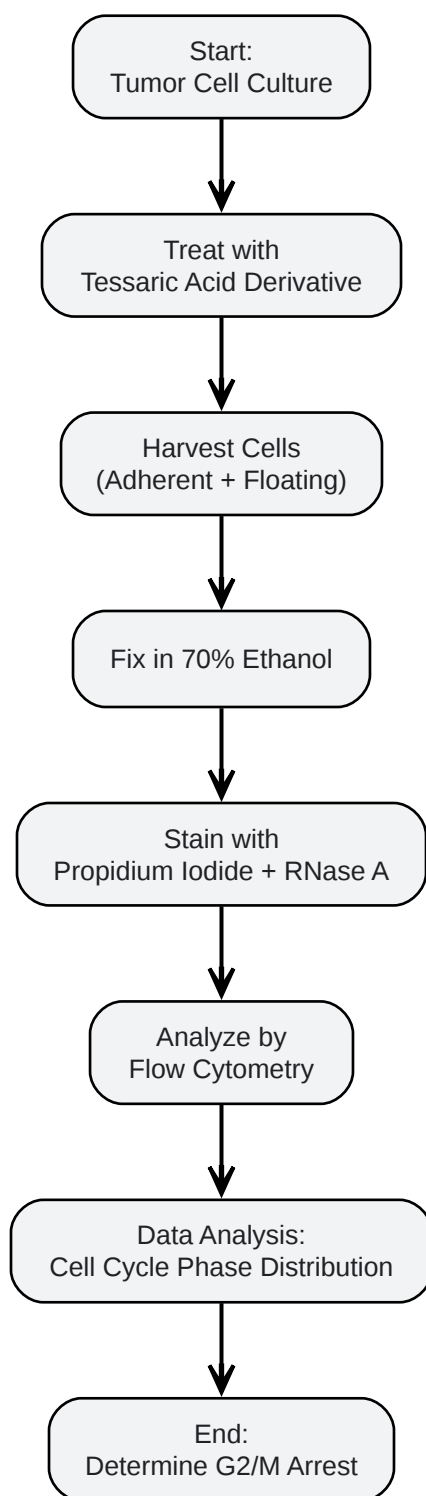 Start:
Tumor Cell Culture
Treat with
Tessaric Acid Derivative
Harvest Cells
(Adherent + Floating)
Fix in 70% Ethanol
Stain with
Propidium Iodide + RNase A
Analyze by
Flow Cytometry
Data Analysis:
Cell Cycle Phase Distribution
End:
Determine G2/M Arrest